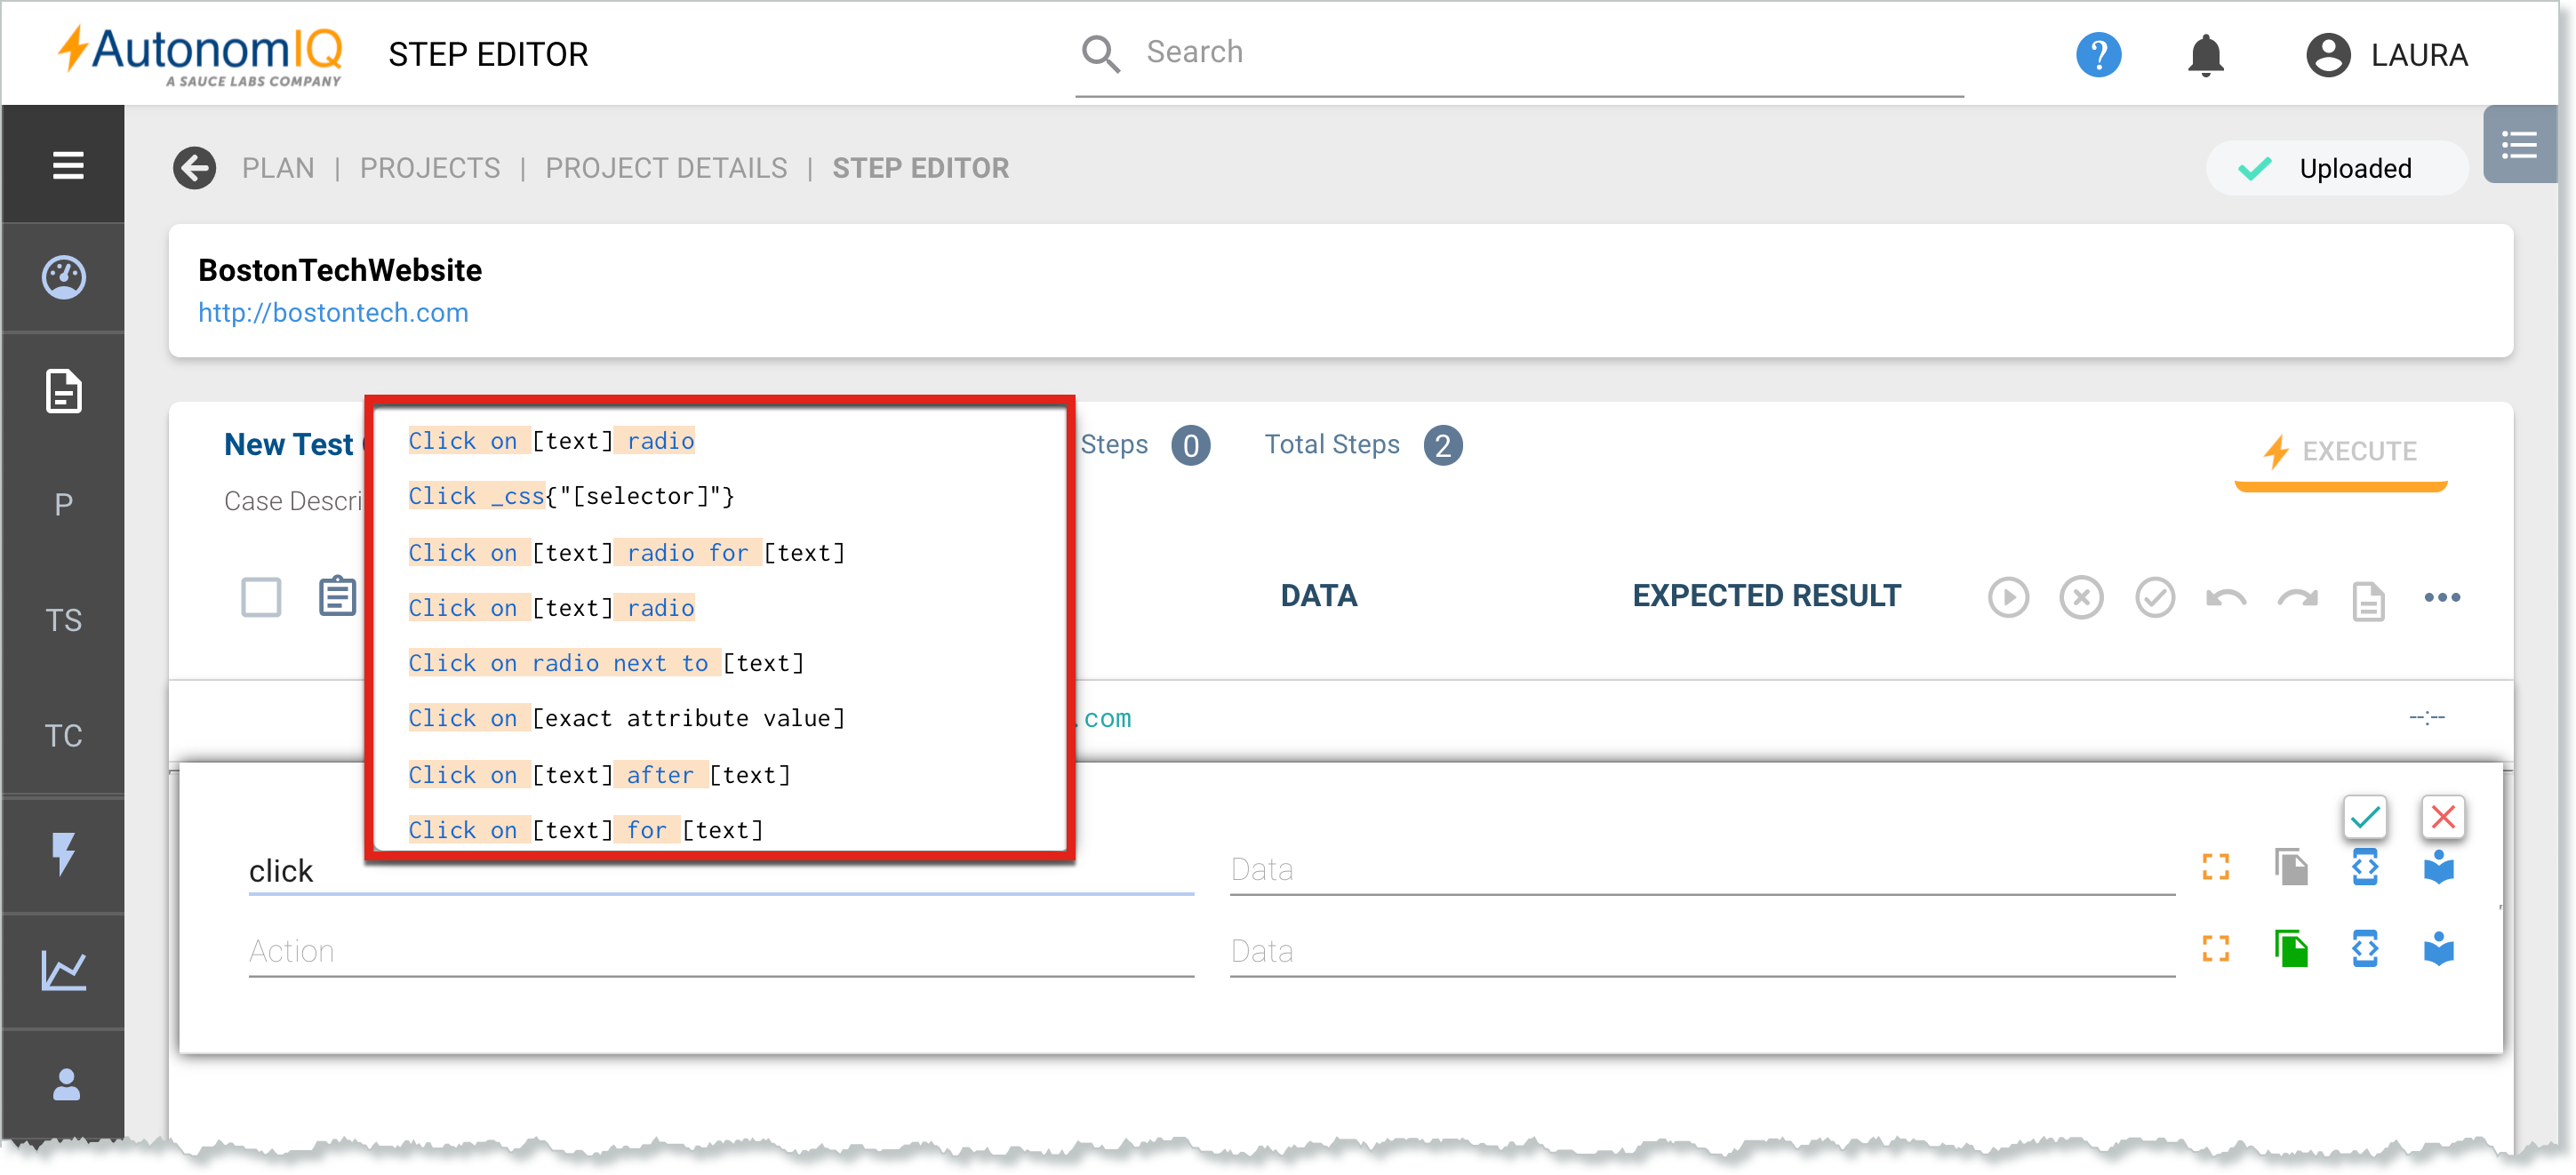 AutonomIQ
A SAUCE LABS COMPANY
STEP EDITOR
Search
?
LAURA
PLAN | PROJECTS | PROJECT DETAILS | STEP EDITOR
Uploaded
BostonTechWebsite
http://bostontech.com
New Test
Steps 0 Total Steps 2
EXECUTE
Case Descri
Click on [text] radio
Click _css{"[selector]"}
Click on [text] radio for [text]
Click on [text] radio
Click on radio next to [text]
Click on [exact attribute value]
Click on [text] after [text]
Click on [text] for [text]
DATA
EXPECTED RESULT
.com
--:--
click
Data
Action
Data
P
TS
TC